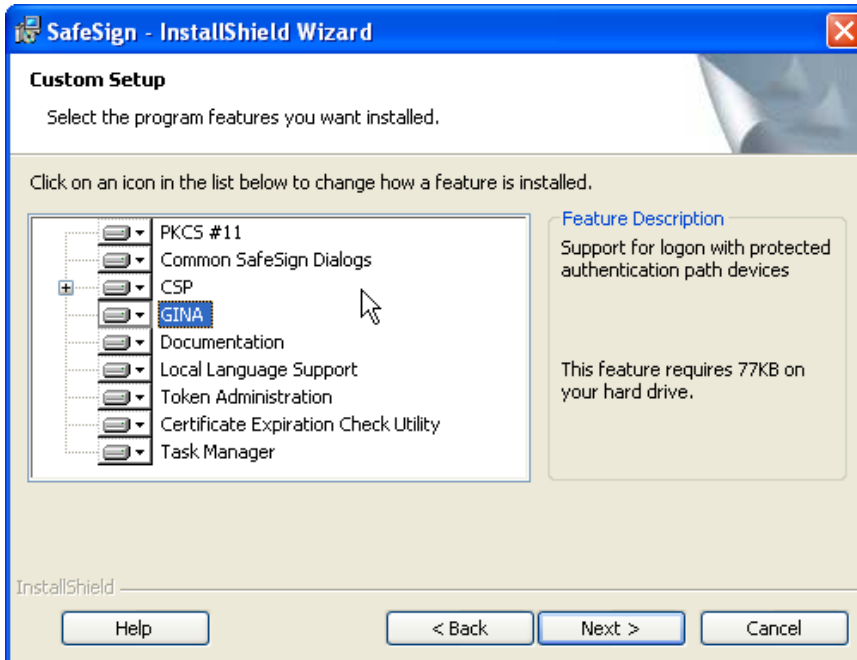 SafeSign - InstallShield Wizard
Custom Setup
Select the program features you want installed.
Click on an icon in the list below to change how a feature is installed.
PKCS #11
Common SafeSign Dialogs
CSP
GINA
Documentation
Local Language Support
Token Administration
Certificate Expiration Check Utility
Task Manager
Feature Description
Support for logon with protected
authentication path devices
This feature requires 77KB on
your hard drive.
InstallShield
Help
< Back
Next >
Cancel